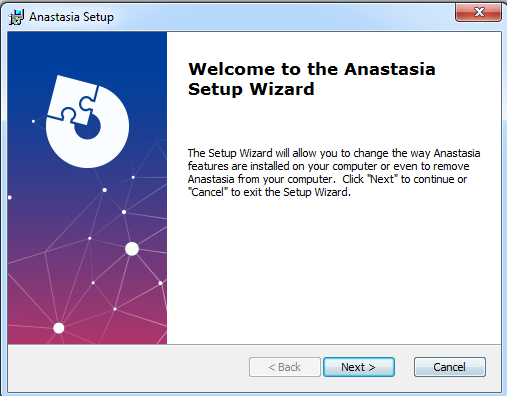 Anastasia Setup
Welcome to the Anastasia
Setup Wizard
The Setup Wizard will allow you to change the way Anastasia
features are installed on your computer or even to remove
Anastasia from your computer.  Click "Next" to continue or
"Cancel" to exit the Setup Wizard.
< Back
Next >
Cancel